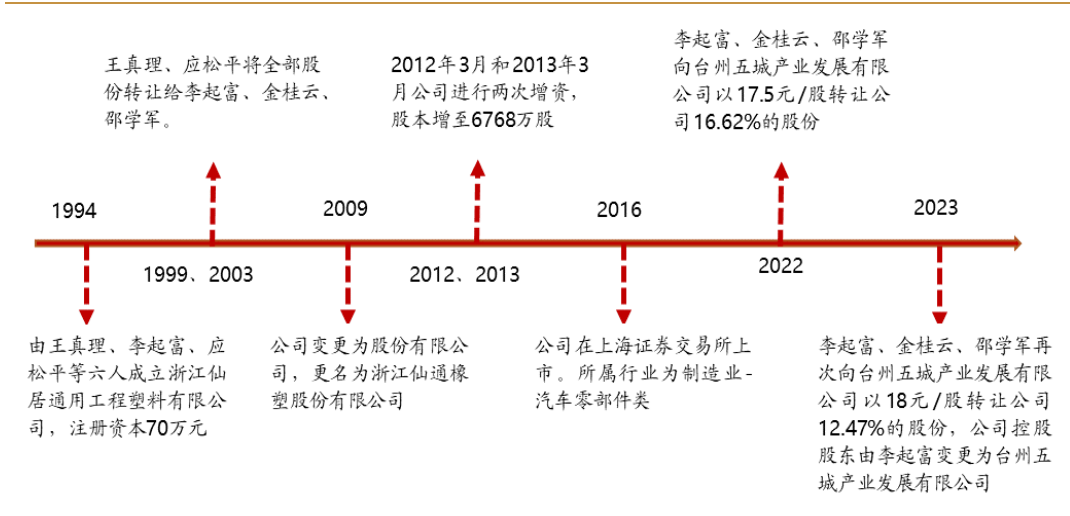 王真理、应松平将全部股
份转让给李起富、金桂云、
邵学军。
2012年3月和2013年3
月公司进行两次增资，
股本增至6768万股
李起富、金桂云、邵学军
向台州五城产业发展有限
公司以17.5元/股转让公
司16.62%的股份
1994
2009
2016
2023
1999、2003
2012、2013
2022
由王真理、李起富、应
松平等六人成立浙江仙
居通用工程塑料有限公
司，注册资本70万元
公司变更为股份有限公
司，更名为浙江仙通橡
塑股份有限公司
公司在上海证券交易所上
市。所属行业为制造业-
汽车零部件类
李起富、金桂云、邵学军再
次向台州五城产业发展有限
公司以18元/股转让公司
12.47%的股份，公司控股
股东由李起富变更为台州五
城产业发展有限公司